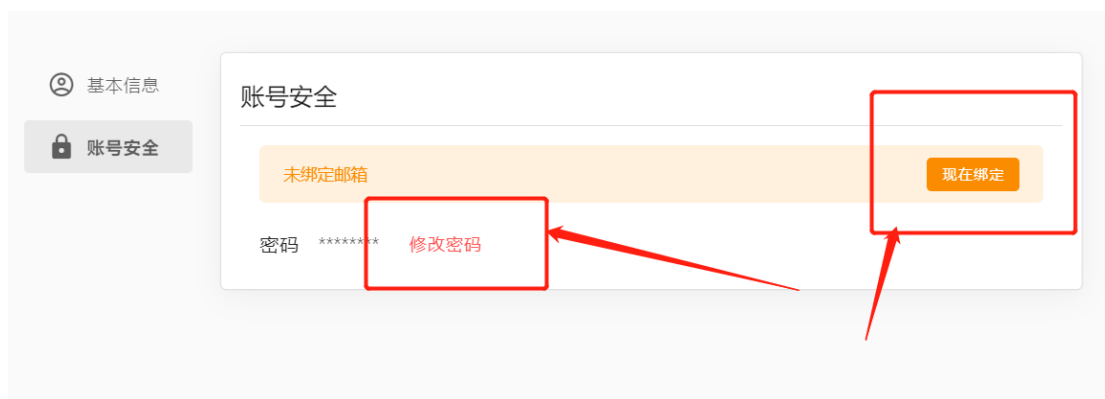 基本信息
账号安全
账号安全
未绑定邮箱
现在绑定
密码 ******** 修改密码